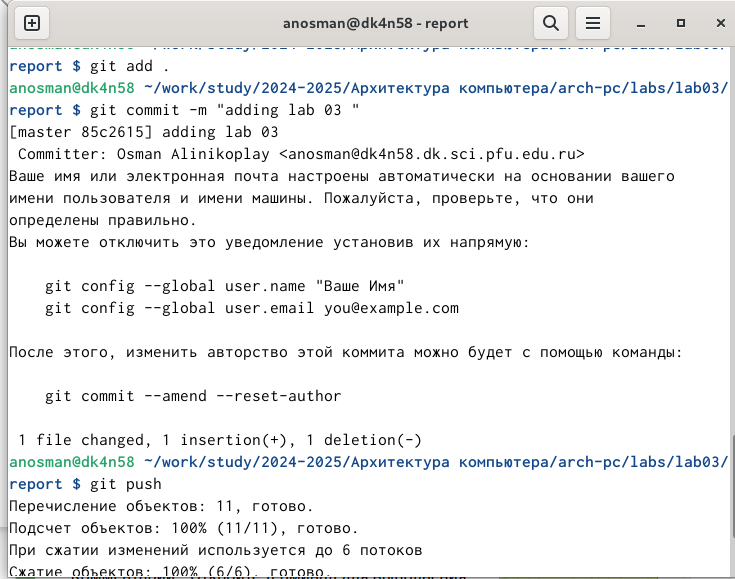 anosman@dk4n58 - report
report $ git add .
anosman@dk4n58 ~/work/study/2024-2025/Архитектура компьютера/arch-pc/labs/lab03/
report $ git commit -m "adding lab 03 "
[master 85c2615] adding lab 03
 Committer: Osman Alinikoplay <anosman@dk4n58.dk.sci.pfu.edu.ru>
Ваше имя или электронная почта настроены автоматически на основании вашего
имени пользователя и имени машины. Пожалуйста, проверьте, что они
определены правильно.
Вы можете отключить это уведомление установив их напрямую:
    git config --global user.name "Ваше Имя"
    git config --global user.email you@example.com
После этого, изменить авторство этой коммита можно будет с помощью команды:
    git commit --amend --reset-author
 1 file changed, 1 insertion(+), 1 deletion(-)
anosman@dk4n58 ~/work/study/2024-2025/Архитектура компьютера/arch-pc/labs/lab03/
report $ git push
Перечисление объектов: 11, готово.
Подсчет объектов: 100% (11/11), готово.
При сжатии изменений используется до 6 потоков
Сжатие объектов: 100% (6/6), готово.